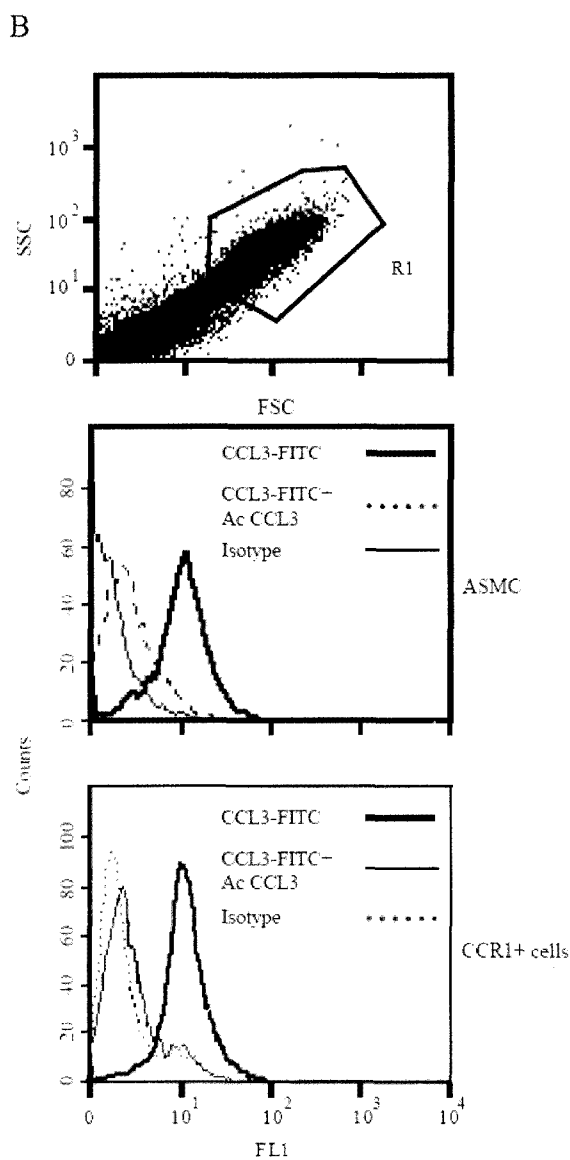 B
10³
10²
10¹
0
SSC
R1
FSC
CCL3-FITC
CCL3-FITC+
Ac CCL3
Isotype
80
60
40
20
0
ASMC
Counts
CCL3-FITC
CCL3-FITC+
Ac CCL3
Isotype
100
80
60
40
20
0
CCR1+ cells
0 10¹ 10² 10³ 10⁴
FL1